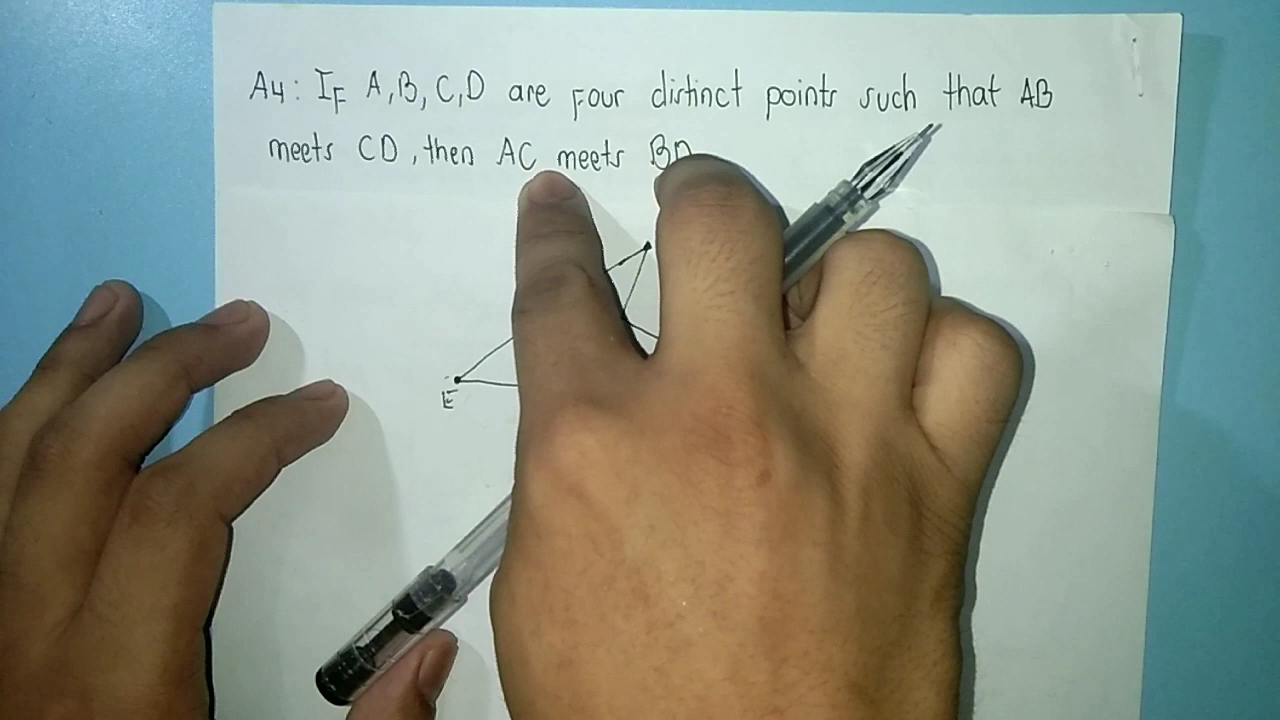 A4: IF A,B,C,D are Four distinct points such that AB
meets CD, then AC meets BD
E